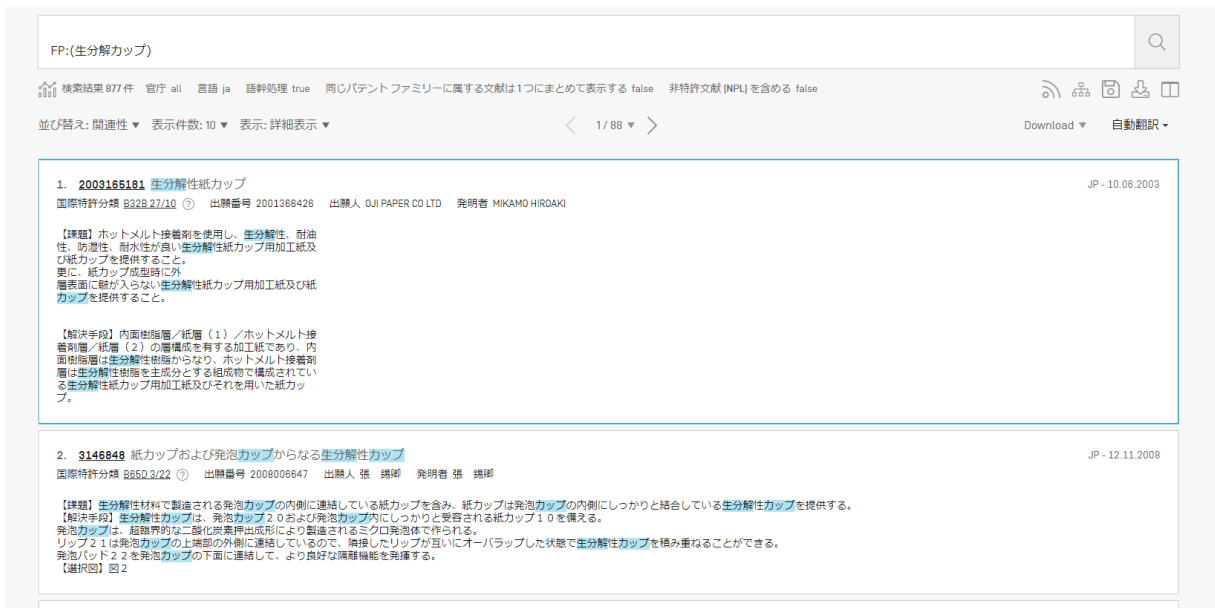 FP:(生分解カップ)
検索結果 877 件 官庁 all 言語 ja 語幹処理 true 同じパテント ファミリーに属する文献は1つにまとめて表示する false 非特許文献 [NPL] を含める false
並び替え: 関連性 ▼ 表示件数: 10 ▼ 表示: 詳細表示 ▼ 1 / 88 ▼ Download ▼ 自動翻訳
1. 2003165181 生分解性紙カップ JP - 10.06.2003
国際特許分類 B32B 27/10 ? 出願番号 2001366426 出願人 OJI PAPER CO LTD 発明者 MIKAMO HIROAKI
【課題】ホットメルト接着剤を使用し、生分解性、耐油
性、防湿性、耐水性が良い生分解性紙カップ用加工紙及
び紙カップを提供すること。
更に、紙カップ成型時に外
層表面に皺が入らない生分解性紙カップ用加工紙及び紙
カップを提供すること。
【解決手段】内面樹脂層／紙層（１）／ホットメルト接
着剤層／紙層（２）の層構成を有する加工紙であり、内
面樹脂層は生分解性樹脂からなり、ホットメルト接着剤
層は生分解性樹脂を主成分とする組成物で構成されてい
る生分解性紙カップ用加工紙及びそれを用いた紙カッ
プ。
2. 3146848 紙カップおよび発泡カップからなる生分解性カップ JP - 12.11.2008
国際特許分類 B65D 3/22 ? 出願番号 2008006647 出願人 張 錫卿 発明者 張 錫卿
【課題】生分解性材料で製造される発泡カップの内側に連結している紙カップを含み、紙カップは発泡カップの内側にしっかりと結合している生分解性カップを提供する。
【解決手段】生分解性カップは、発泡カップ２０および発泡カップ内にしっかりと受容される紙カップ１０を備える。
発泡カップは、超臨界的な二酸化炭素押出成形により製造されるミクロ発泡体で作られる。
リップ２１は発泡カップの上端部の外側に連結しているので、隣接したリップが互いにオーバラップした状態で生分解性カップを積み重ねることができる。
発泡パッド２２を発泡カップの下面に連結して、より良好な隔離機能を発揮する。
【選択図】図２